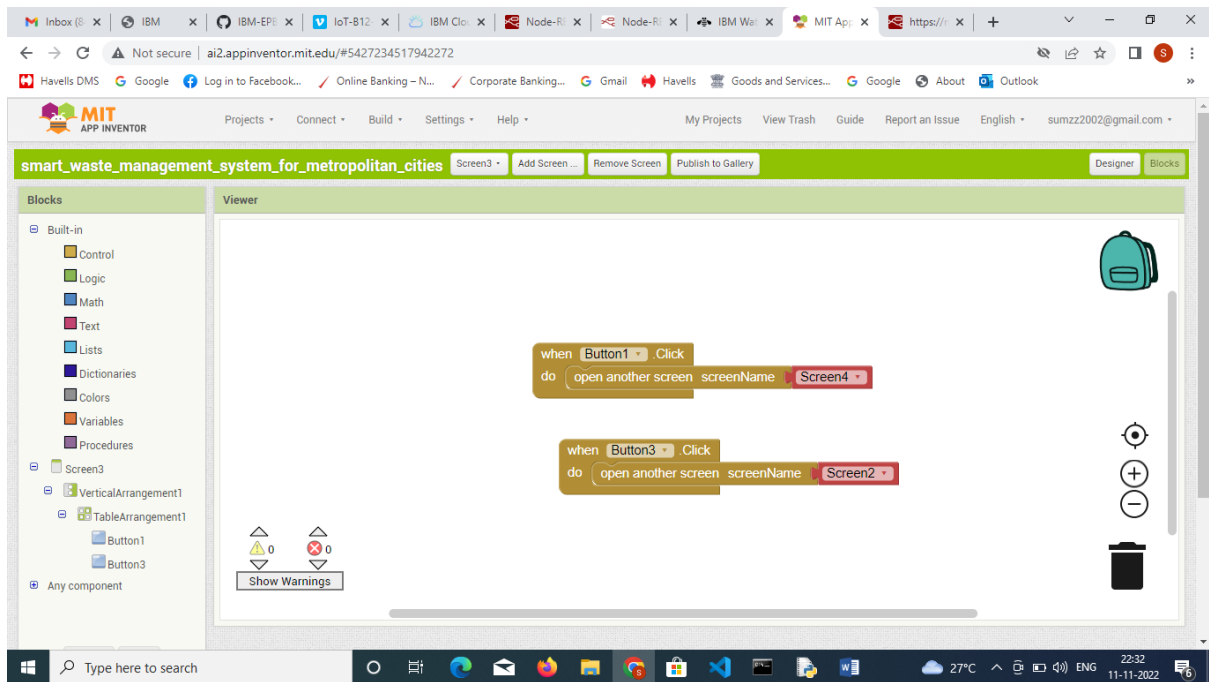 Inbox (8- IBM IBM-EPB IoT-B12- IBM Clou Node-RE Node-RE IBM Wat MIT App https://n
Not secure ai2.appinventor.mit.edu/#5427234517942272 S
Havells DMS Google Log in to Facebook... Online Banking – N... Corporate Banking... Gmail Havells Goods and Services... Google About Outlook »
MIT
APP INVENTOR
Projects Connect Build Settings Help My Projects View Trash Guide Report an Issue English sumzz2002@gmail.com
smart_waste_management_system_for_metropolitan_cities Screen3 Add Screen ... Remove Screen Publish to Gallery Designer Blocks
Blocks
Viewer
Built-in
Control
Logic
Math
Text
Lists
Dictionaries
Colors
Variables
Procedures
Screen3
VerticalArrangement1
TableArrangement1
Button1
Button3
Any component
when Button1 .Click
do open another screen screenName Screen4
when Button3 .Click
do open another screen screenName Screen2
0 0
Show Warnings
Type here to search
27°C ENG 22:32
11-11-2022
6